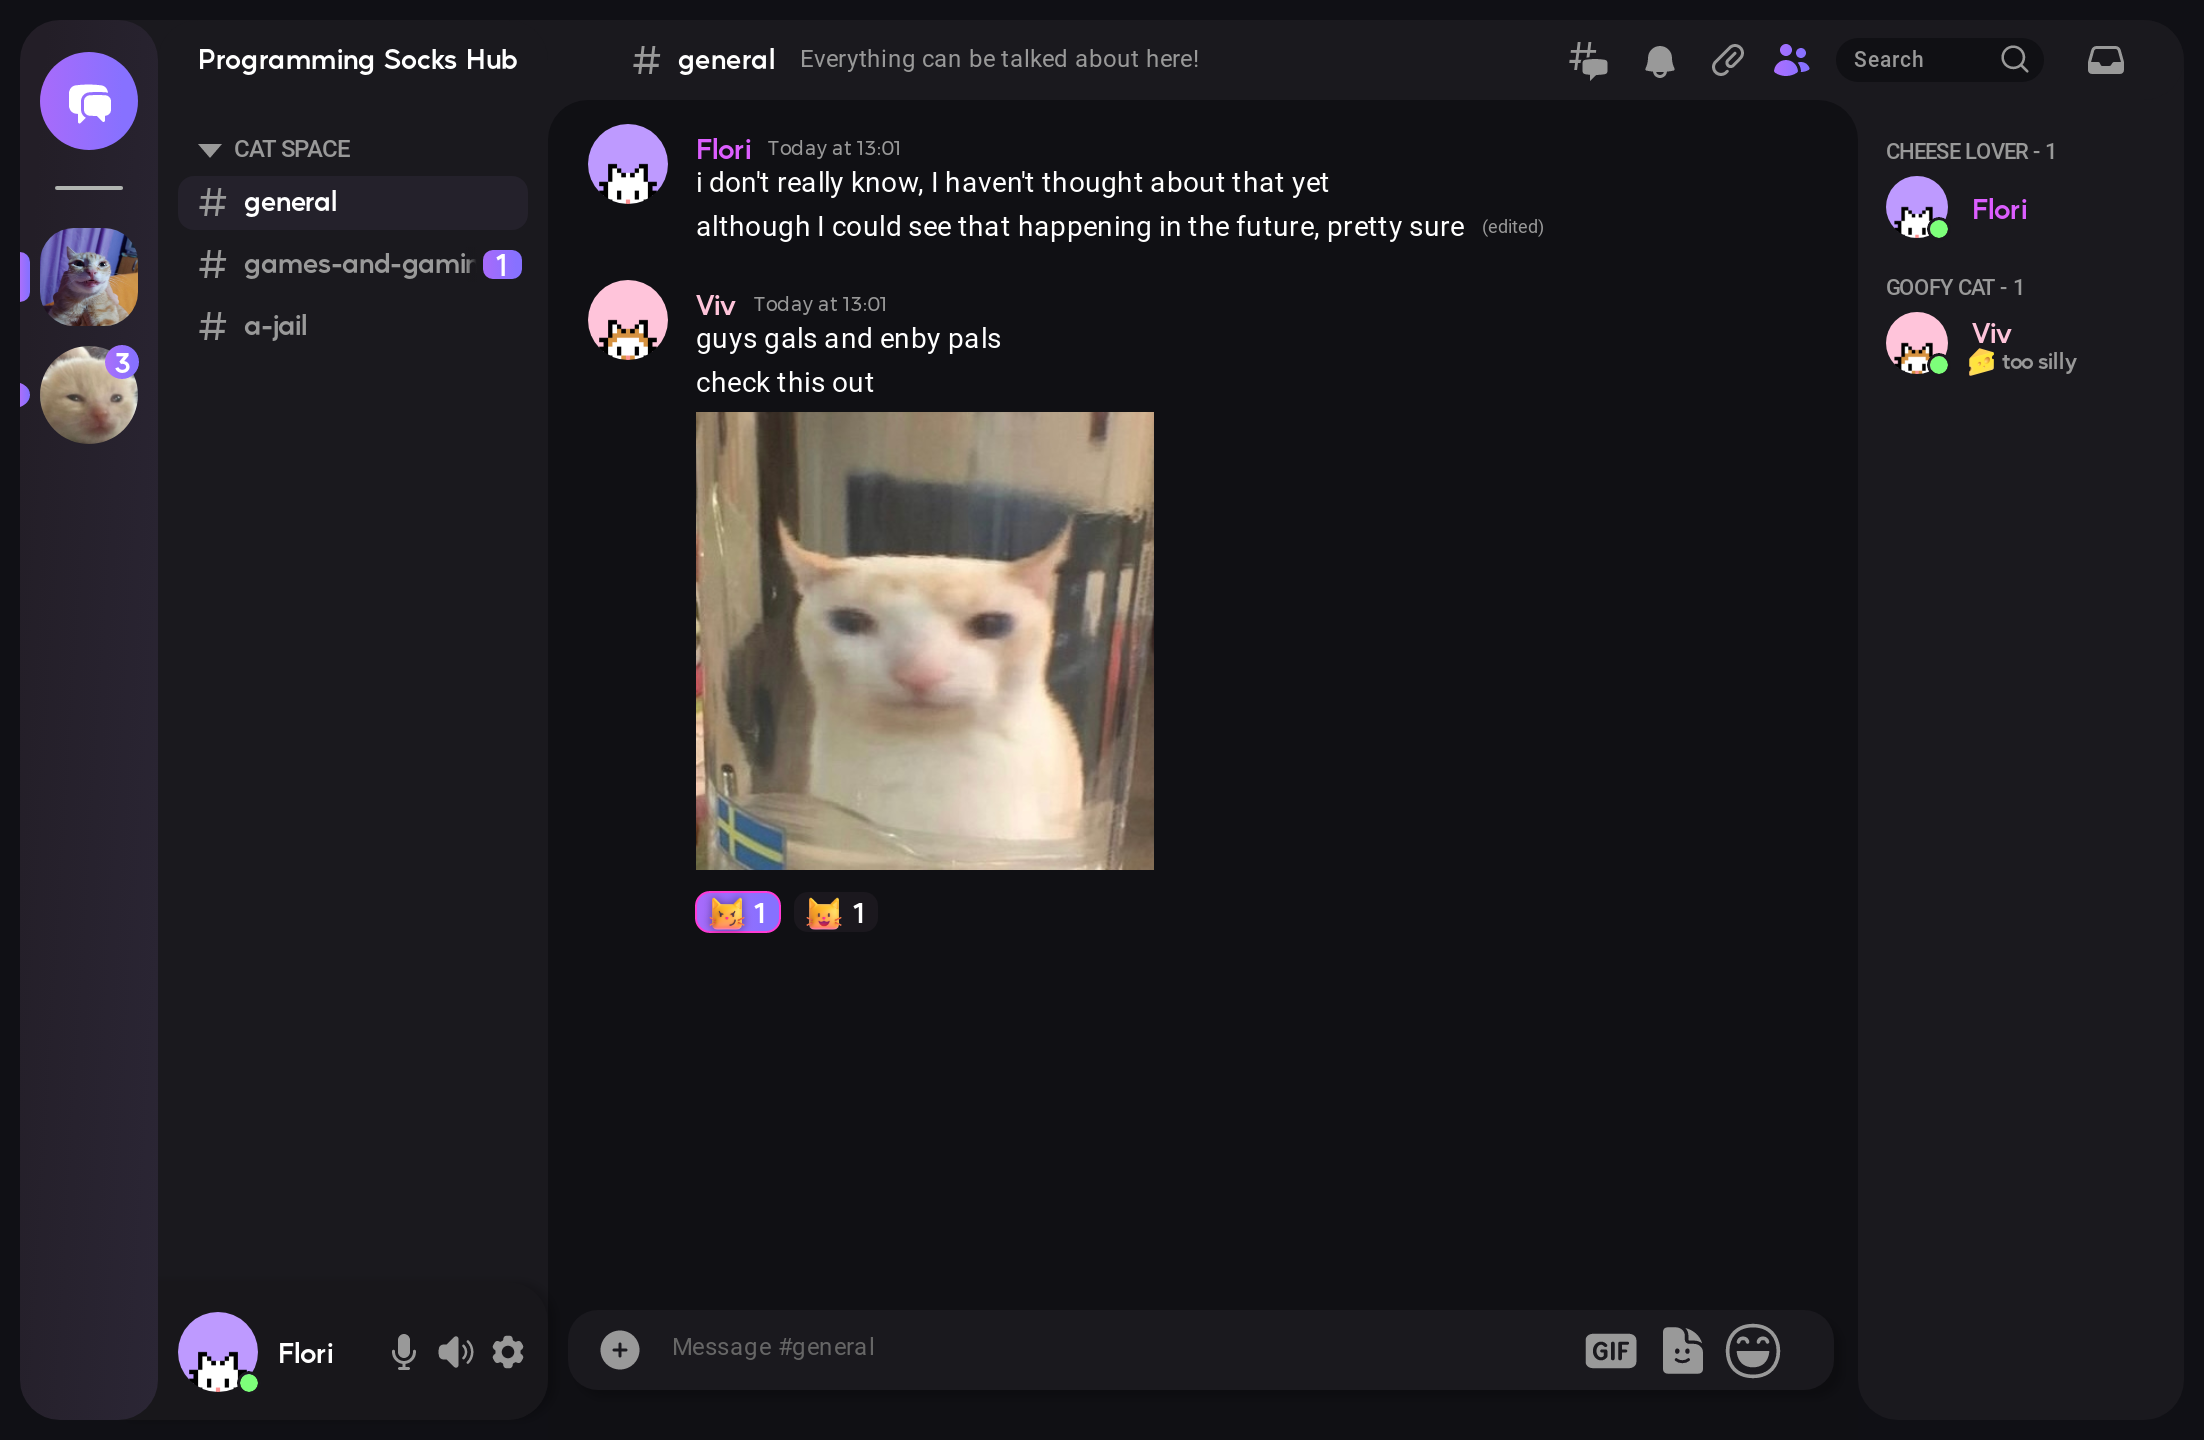 Programming Socks Hub
general
Everything can be talked about here!
Search
3
CAT SPACE
general
games-and-gamin
1
a-jail
Flori Today at 13:01
i don't really know, I haven't thought about that yet
although I could see that happening in the future, pretty sure (edited)
Viv Today at 13:01
guys gals and enby pals
check this out
1
1
Message #general
GIF
Flori
CHEESE LOVER - 1
Flori
GOOFY CAT - 1
Viv
too silly